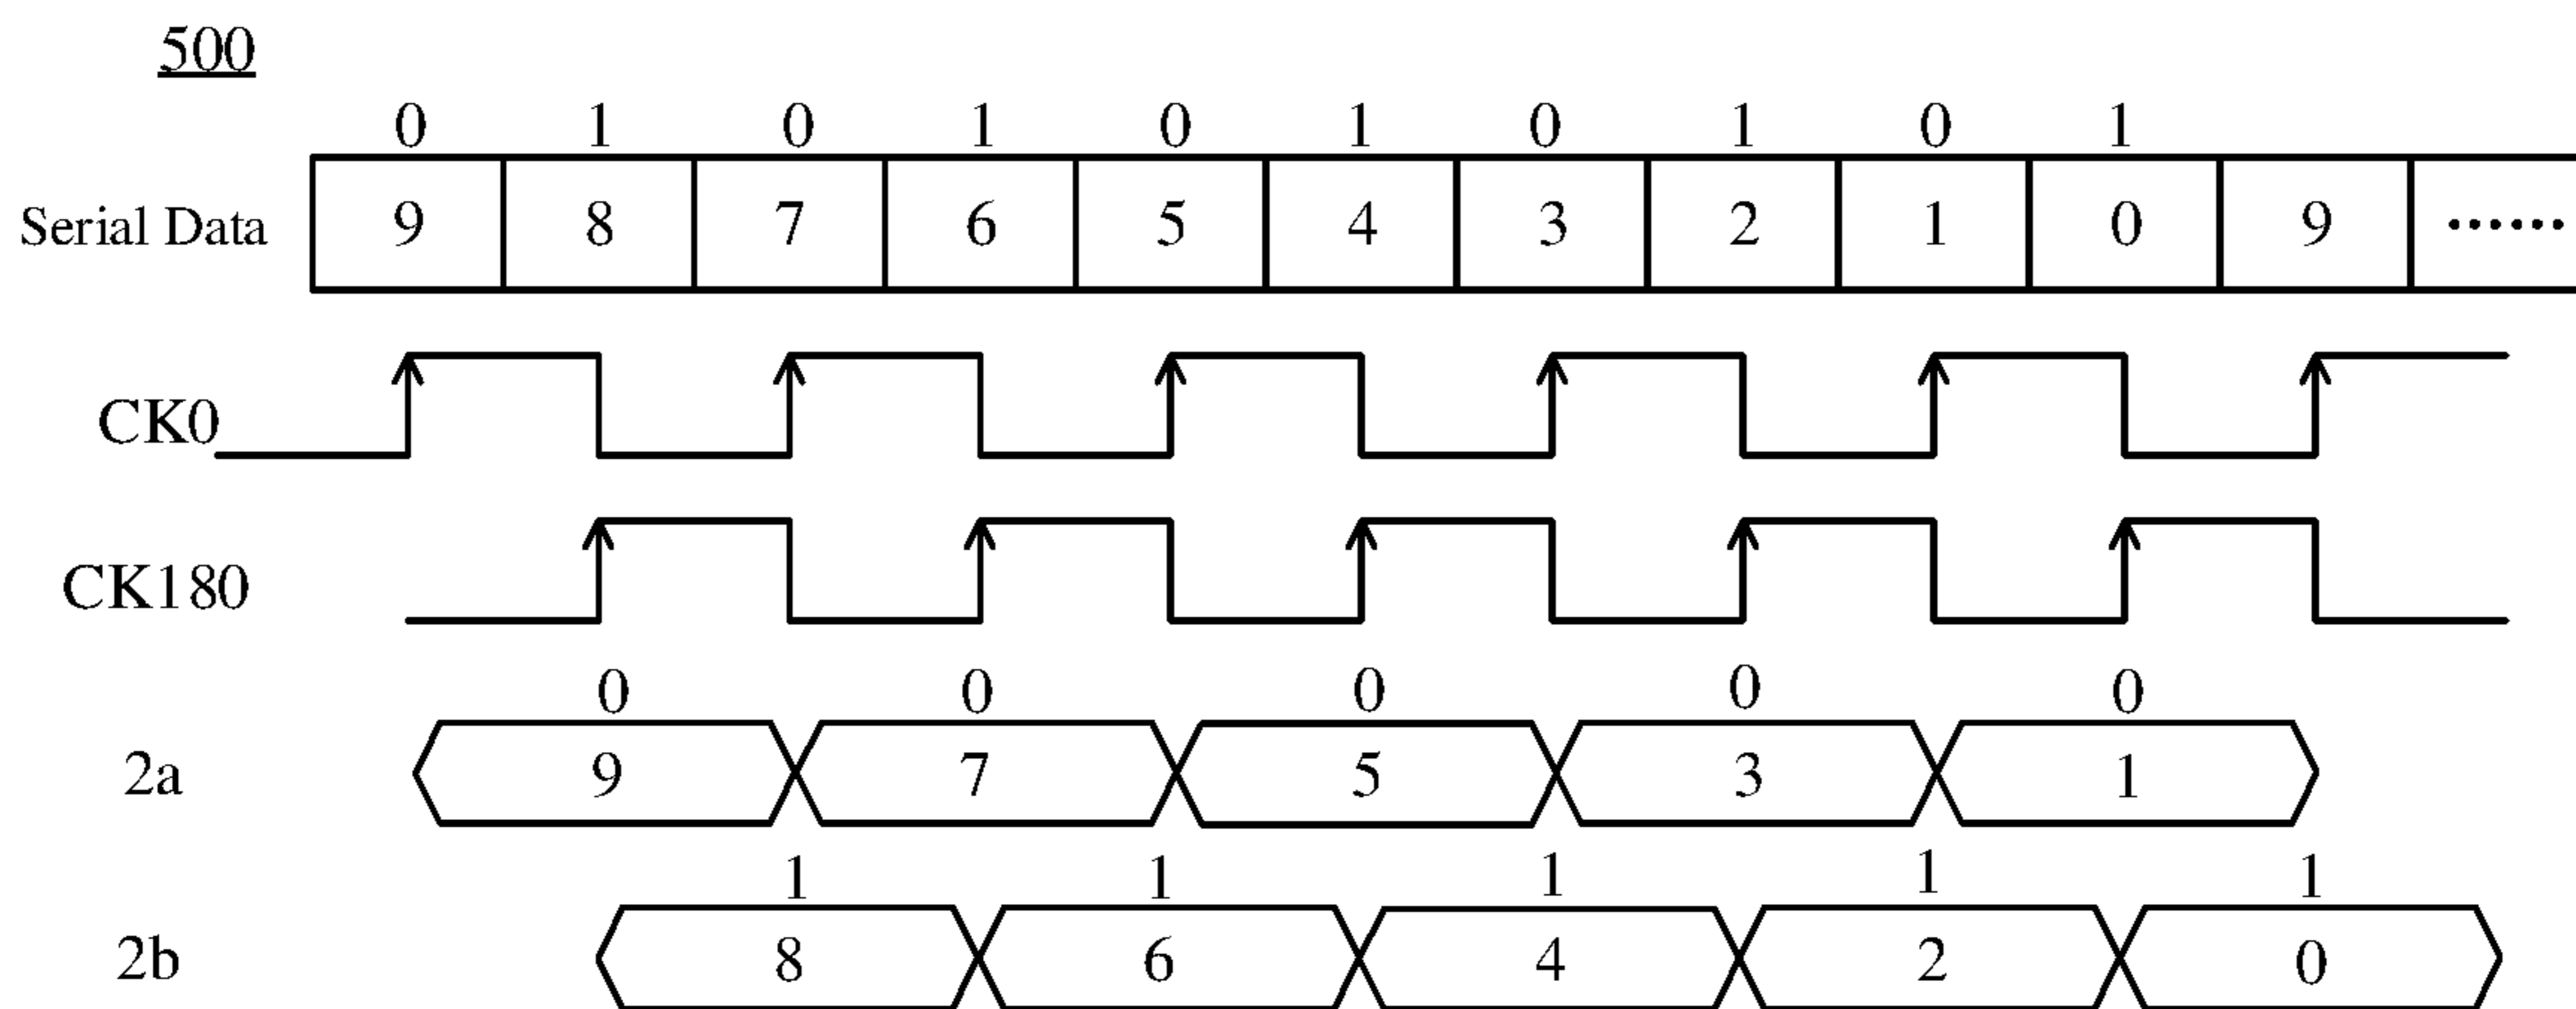 500
0 1 0 1 0 1 0 1 0 1
Serial Data 9 8 7 6 5 4 3 2 1 0 9 ......
CK0
CK180
0 0 0 0 0
2a 9 7 5 3 1
1 1 1 1 1
2b 8 6 4 2 0